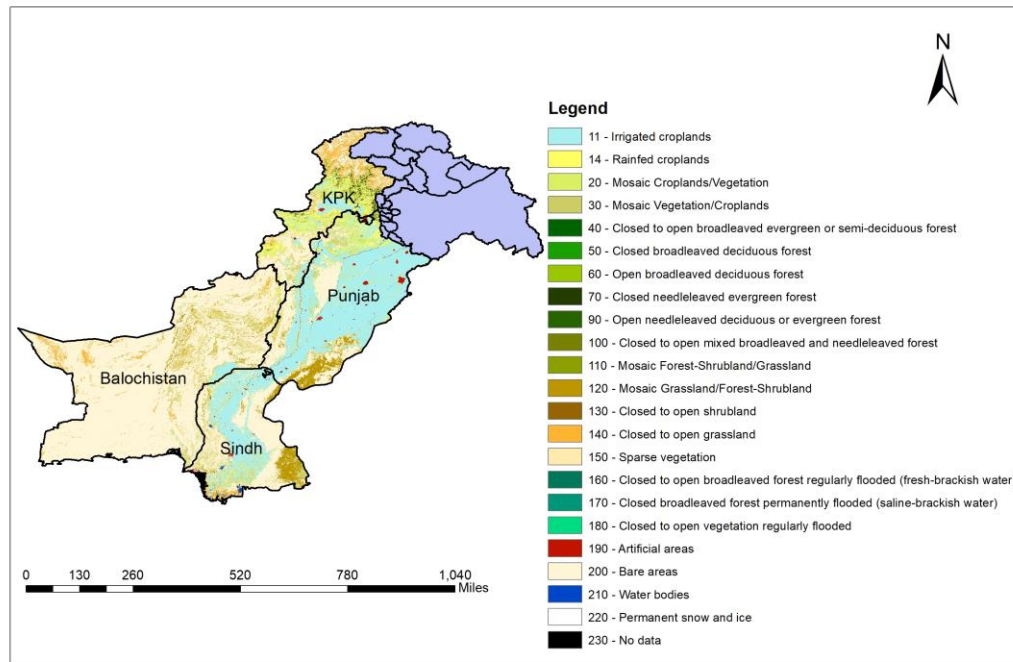 N
Legend
11 - Irrigated croplands
14 - Rainfed croplands
20 - Mosaic Croplands/Vegetation
30 - Mosaic Vegetation/Croplands
40 - Closed to open broadleaved evergreen or semi-deciduous forest
50 - Closed broadleaved deciduous forest
60 - Open broadleaved deciduous forest
70 - Closed needleleaved evergreen forest
90 - Open needleleaved deciduous or evergreen forest
100 - Closed to open mixed broadleaved and needleleaved forest
110 - Mosaic Forest-Shrubland/Grassland
120 - Mosaic Grassland/Forest-Shrubland
130 - Closed to open shrubland
140 - Closed to open grassland
150 - Sparse vegetation
160 - Closed to open broadleaved forest regularly flooded (fresh-brackish water
170 - Closed broadleaved forest permanently flooded (saline-brackish water)
180 - Closed to open vegetation regularly flooded
190 - Artificial areas
200 - Bare areas
210 - Water bodies
220 - Permanent snow and ice
230 - No data
KPK
Punjab
Balochistan
Sindh
0 130 260 520 780 1,040
Miles